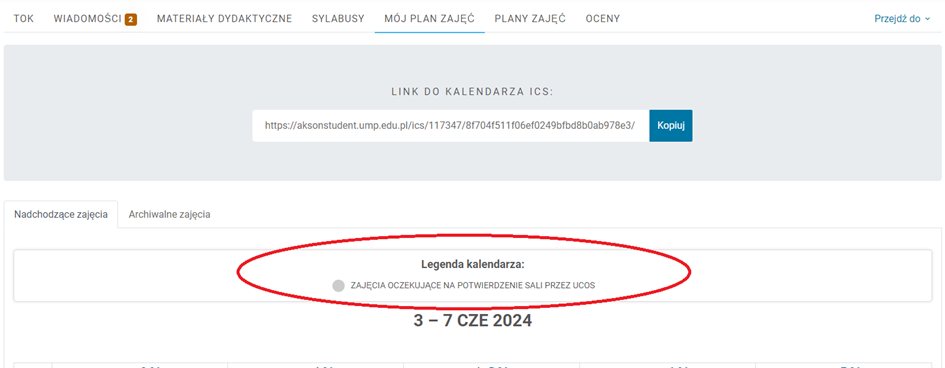 TOK WIADOMOŚCI 2 MATERIAŁY DYDAKTYCZNE SYLABUSY MÓJ PLAN ZAJĘĆ PLANY ZAJĘĆ OCENY Przejdź do
LINK DO KALENDARZA ICS:
https://aksonstudent.ump.edu.pl/ics/117347/8f704f511f06ef0249bfbd8b0ab978e3/ Kopiuj
Nadchodzące zajęcia Archiwalne zajęcia
Legenda kalendarza:
ZAJĘCIA OCZEKUJĄCE NA POTWIERDZENIE SALI PRZEZ UCOS
3 – 7 CZE 2024